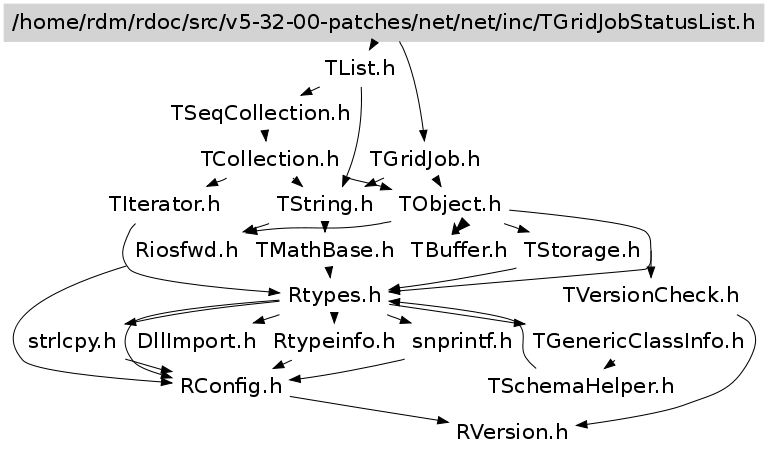 /home/rdm/rdoc/src/v5-32-00-patches/net/net/inc/TGridJobStatusList.h
TList.h
TSeqCollection.h
TCollection.h
TGridJob.h
TIterator.h
TString.h
TObject.h
Riosfwd.h
TMathBase.h
TBuffer.h
TStorage.h
Rtypes.h
TVersionCheck.h
strlcpy.h
DllImport.h
Rtypeinfo.h
snprintf.h
TGenericClassInfo.h
RConfig.h
TSchemaHelper.h
RVersion.h